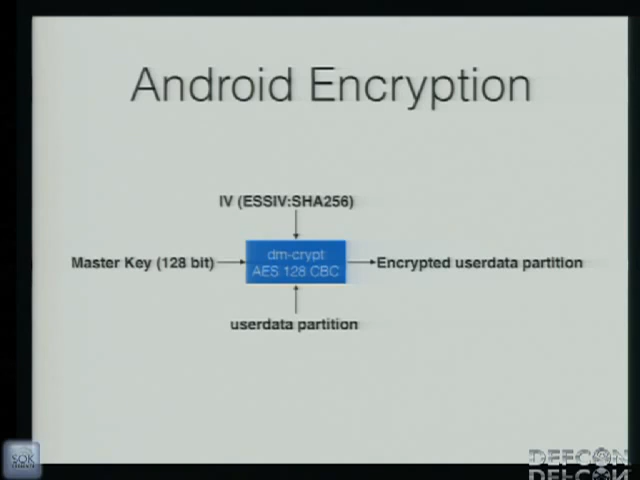 Android Encryption
IV (ESSIV:SHA256)
Master Key (128 bit)
dm-crypt
AES 128 CBC
Encrypted userdata partition
userdata partition
SOK
DEFCON